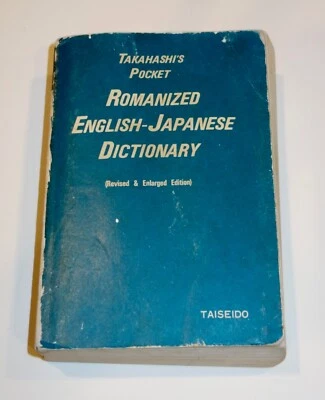 TAKAHASHI'S
POCKET
ROMANIZED
ENGLISH-JAPANESE
DICTIONARY
(Revised & Enlarged Edition)
TAISEIDO